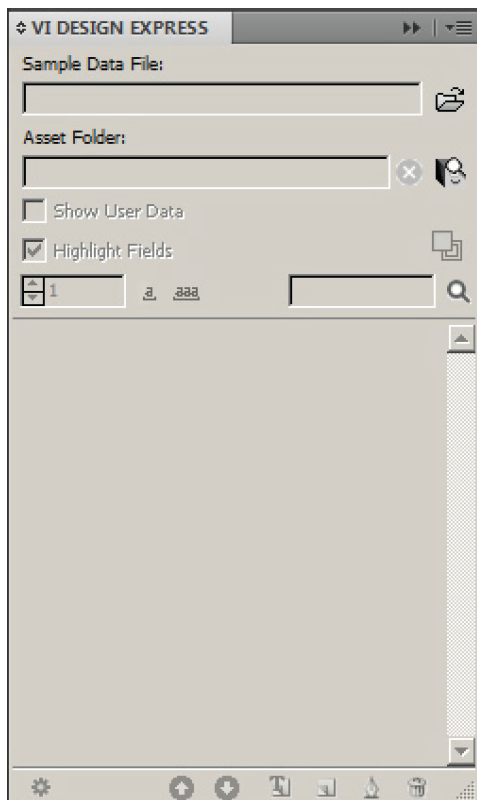 VI DESIGN EXPRESS
Sample Data File:
Asset Folder:
Show User Data
Highlight Fields
1 a aaa
T